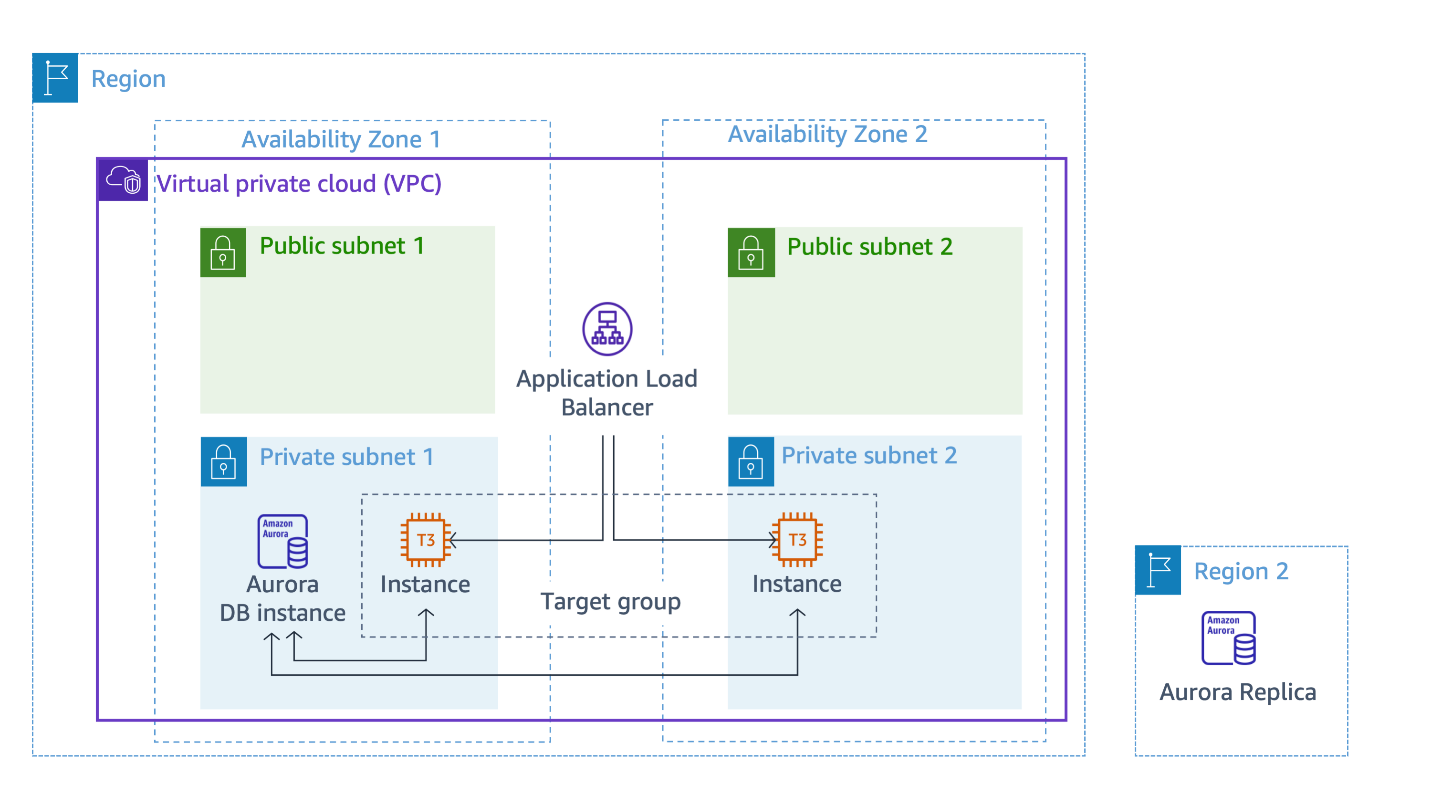 Region
Availability Zone 1
Availability Zone 2
Virtual private cloud (VPC)
Public subnet 1
Public subnet 2
Application Load
Balancer
Private subnet 1
Private subnet 2
Amazon
Aurora
T3
T3
Aurora
DB instance
Instance
Instance
Target group
Region 2
Amazon
Aurora
Aurora Replica